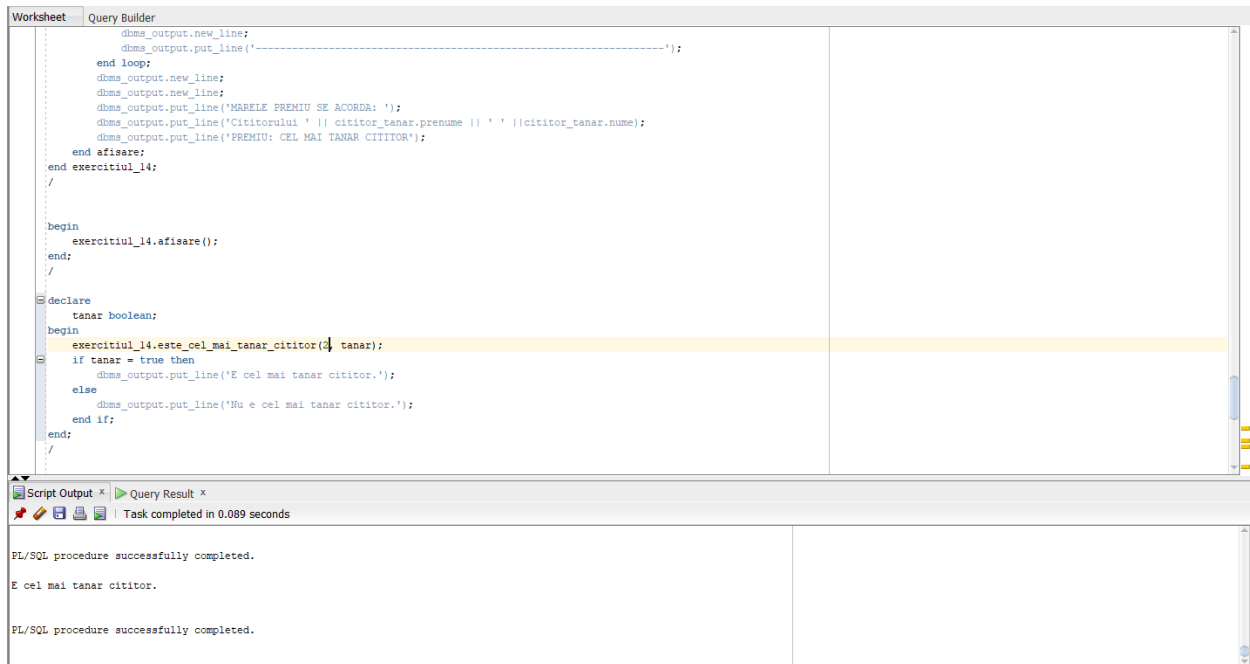 Worksheet Query Builder
dbms_output.new_line;
dbms_output.put_line('-------------------------------------------------------------------');
end loop;
dbms_output.new_line;
dbms_output.new_line;
dbms_output.put_line('MARELE PREMIU SE ACORDA: ');
dbms_output.put_line('Cititorului ' || cititor_tanar.prenume || ' ' ||cititor_tanar.nume);
dbms_output.put_line('PREMIU: CEL MAI TANAR CITITOR');
end afisare;
end exercitiul_14;
/
begin
exercitiul_14.afisare();
end;
/
declare
tanar boolean;
begin
exercitiul_14.este_cel_mai_tanar_cititor(2, tanar);
if tanar = true then
dbms_output.put_line('E cel mai tanar cititor.');
else
dbms_output.put_line('Nu e cel mai tanar cititor.');
end if;
end;
/
Script Output x Query Result x
Task completed in 0.089 seconds
PL/SQL procedure successfully completed.
E cel mai tanar cititor.
PL/SQL procedure successfully completed.